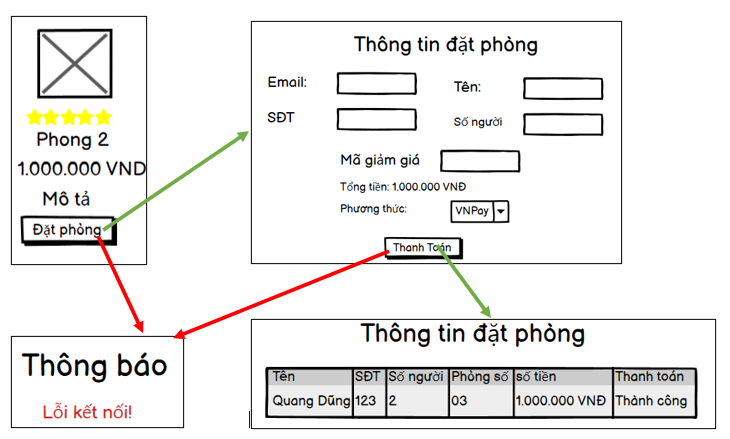 Phong 2
1.000.000 VND
Mô tả
Đặt phòng
Thông tin đặt phòng
Email:
Tên:
SĐT
Số người
Mã giảm giá
Tổng tiền: 1.000.000 VNĐ
Phương thức:
VNPay
Thanh Toán
Thông báo
Lỗi kết nối!
Thông tin đặt phòng
Tên SĐT Số người Phòng số số tiền Thanh toán
Quang Dũng 123 2 03 1.000.000 VNĐ Thành công